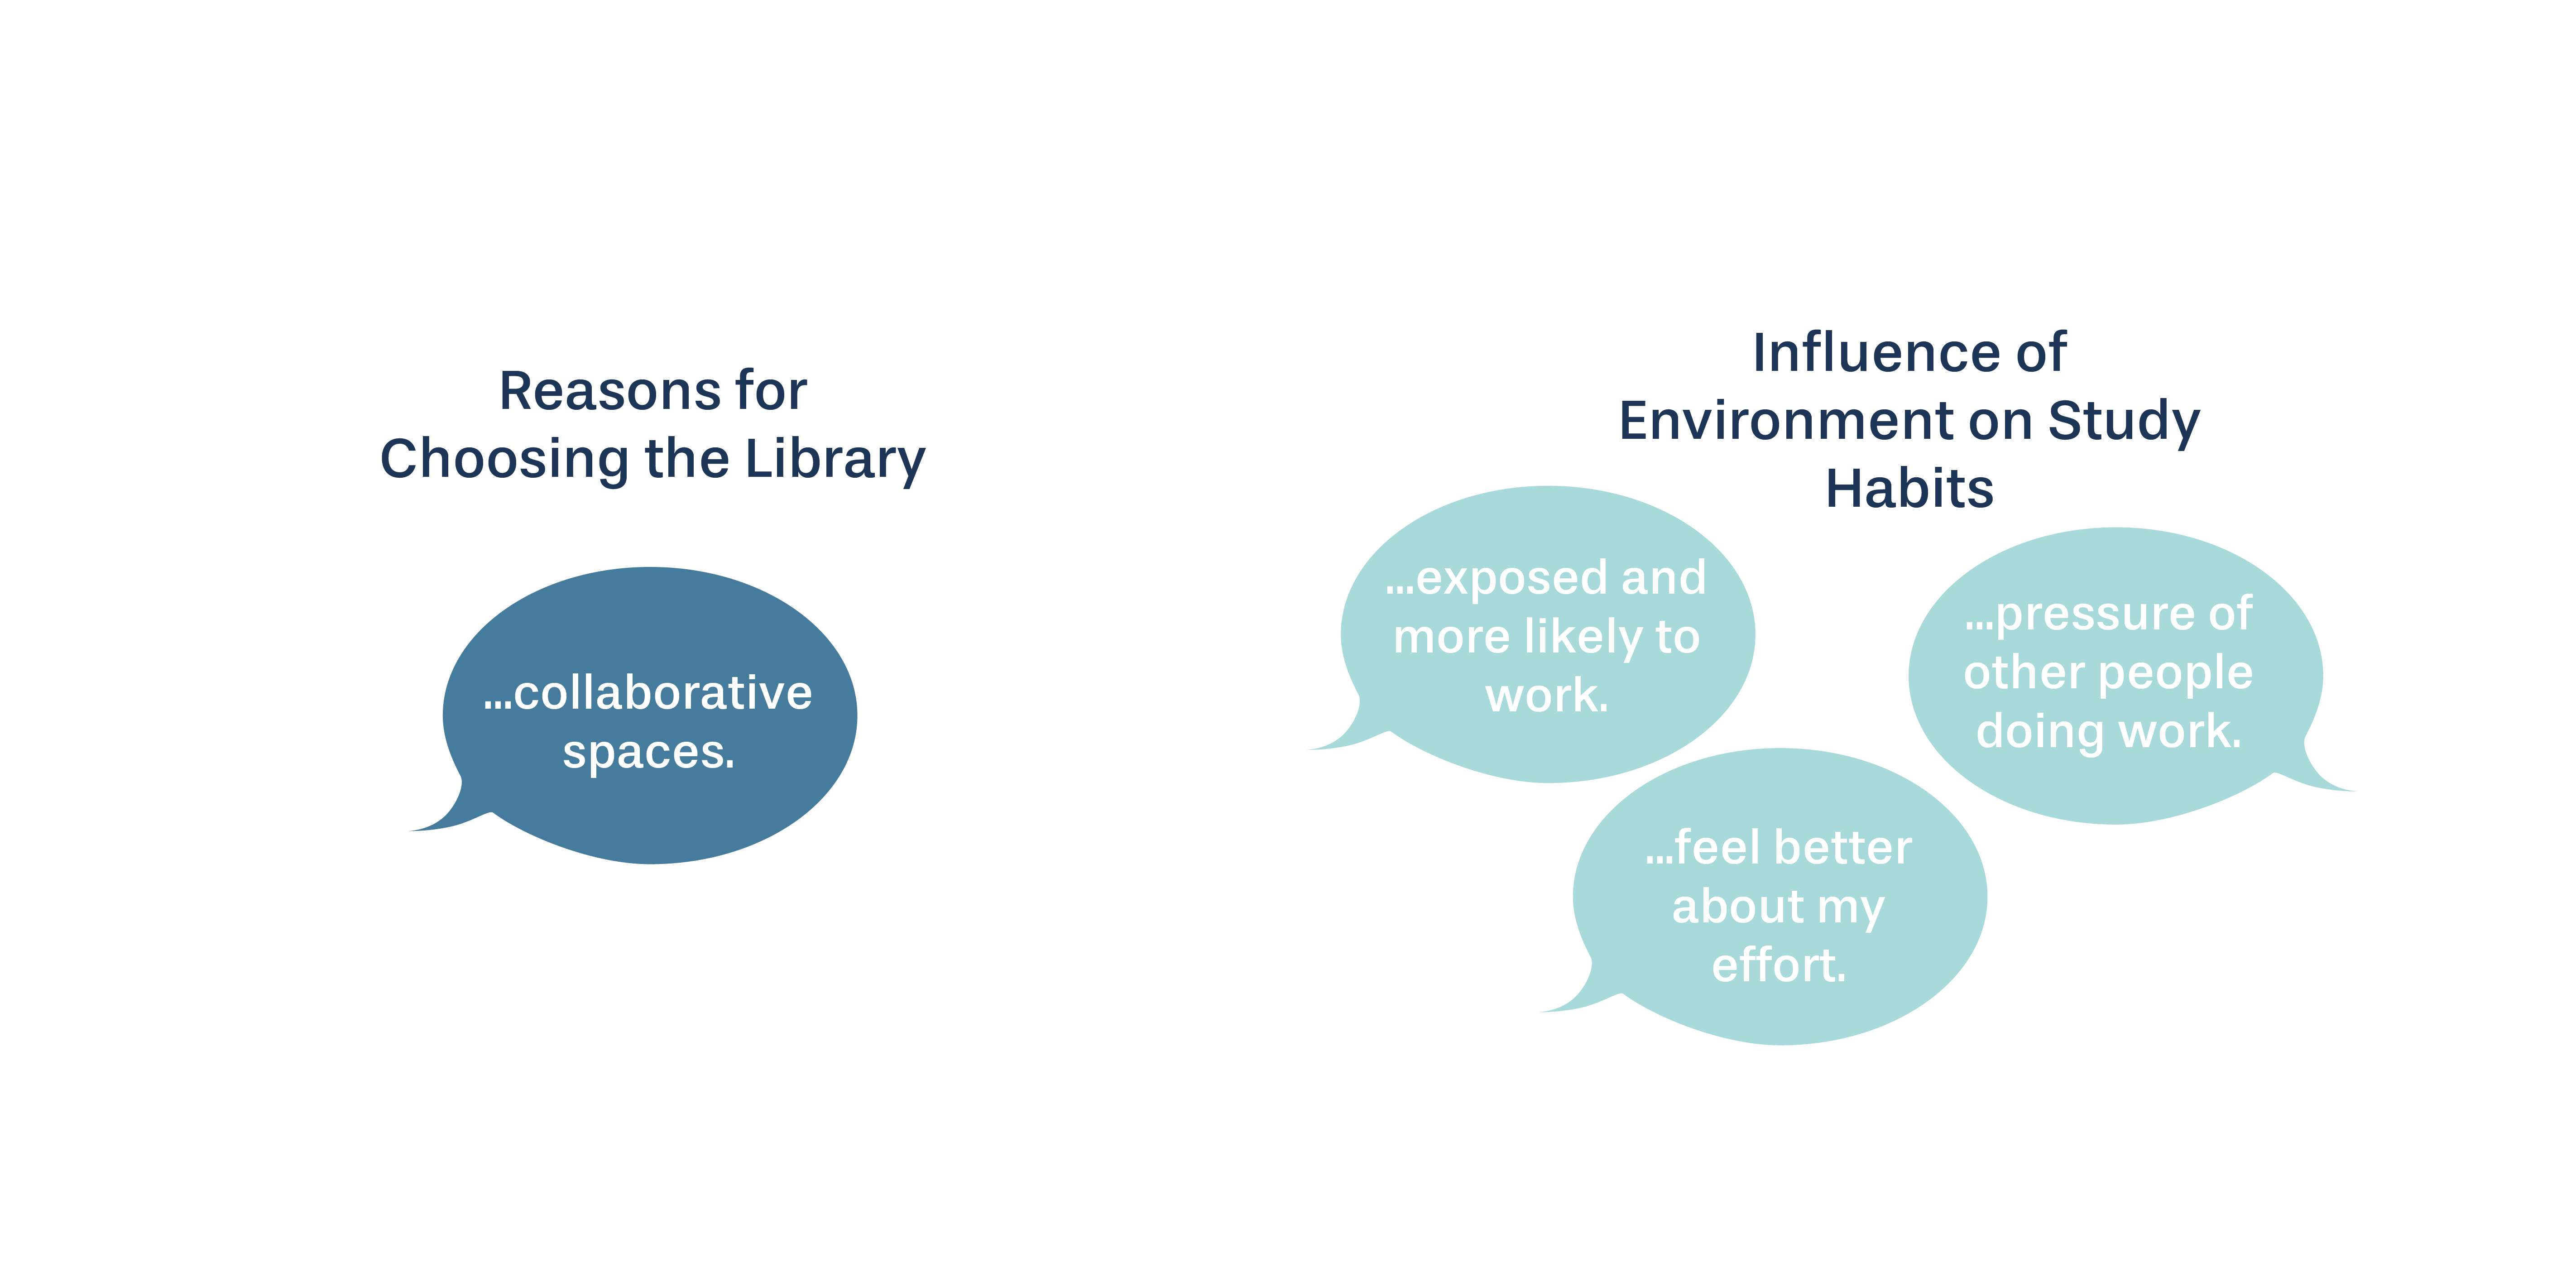 Reasons for
Choosing the Library
...collaborative
spaces.
Influence of
Environment on Study
Habits
...exposed and
more likely to
work.
...pressure of
other people
doing work.
...feel better
about my
effort.